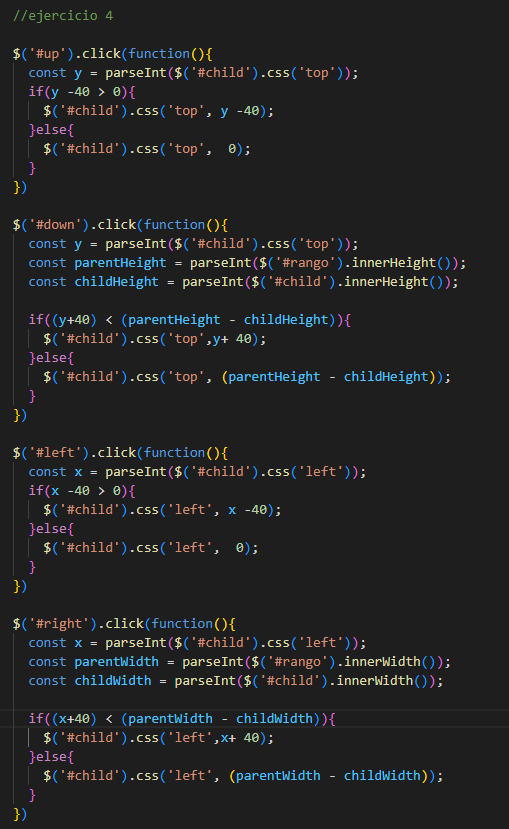 //ejercicio 4
$('#up').click(function(){
const y = parseInt($('#child').css('top'));
if(y -40 > 0){
$('#child').css('top', y -40);
}else{
$('#child').css('top',  0);
}
})
$('#down').click(function(){
const y = parseInt($('#child').css('top'));
const parentHeight = parseInt($('#rango').innerHeight());
const childHeight = parseInt($('#child').innerHeight());
if((y+40) < (parentHeight - childHeight)){
$('#child').css('top',y+ 40);
}else{
$('#child').css('top', (parentHeight - childHeight));
}
})
$('#left').click(function(){
const x = parseInt($('#child').css('left'));
if(x -40 > 0){
$('#child').css('left', x -40);
}else{
$('#child').css('left',  0);
}
})
$('#right').click(function(){
const x = parseInt($('#child').css('left'));
const parentWidth = parseInt($('#rango').innerWidth());
const childWidth = parseInt($('#child').innerWidth());
if((x+40) < (parentWidth - childWidth)){
$('#child').css('left',x+ 40);
}else{
$('#child').css('left', (parentWidth - childWidth));
}
})